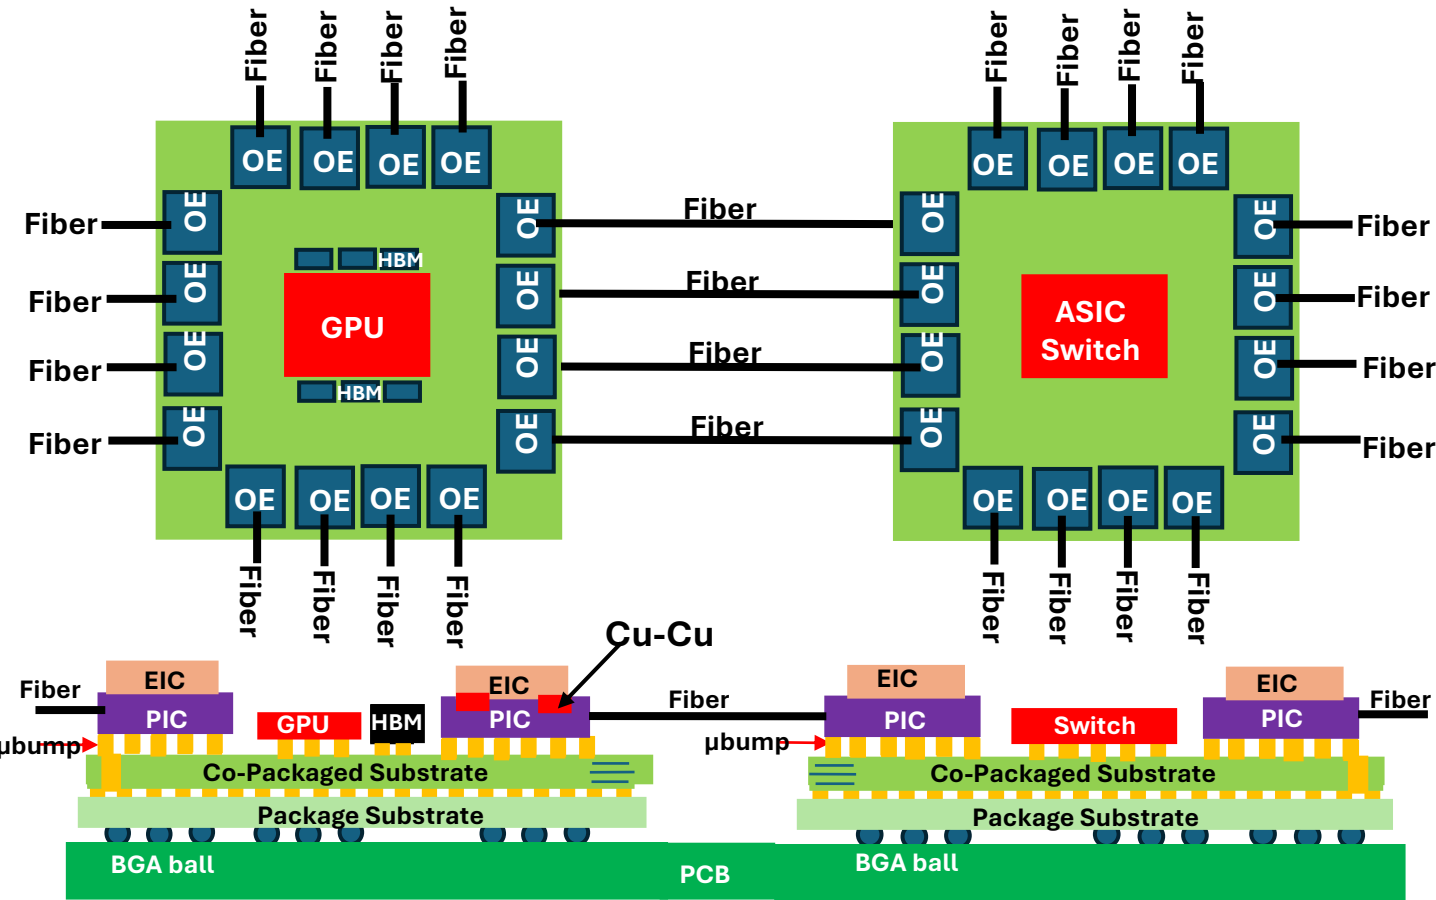 Fiber Fiber Fiber Fiber
Fiber Fiber Fiber Fiber
OE OE OE OE
OE OE OE OE
Fiber OE OE Fiber OE OE Fiber
HBM
Fiber OE OE Fiber OE OE Fiber
GPU
ASIC
Switch
Fiber OE OE Fiber OE OE Fiber
HBM
Fiber OE OE Fiber OE OE Fiber
OE OE OE OE
OE OE OE OE
Fiber Fiber Fiber Fiber
Fiber Fiber Fiber Fiber
Cu-Cu
EIC
EIC
EIC
EIC
Fiber
PIC
GPU
HBM
PIC
Fiber
PIC
Switch
PIC
Fiber
µbump
µbump
Co-Packaged Substrate
Co-Packaged Substrate
Package Substrate
Package Substrate
BGA ball
PCB
BGA ball